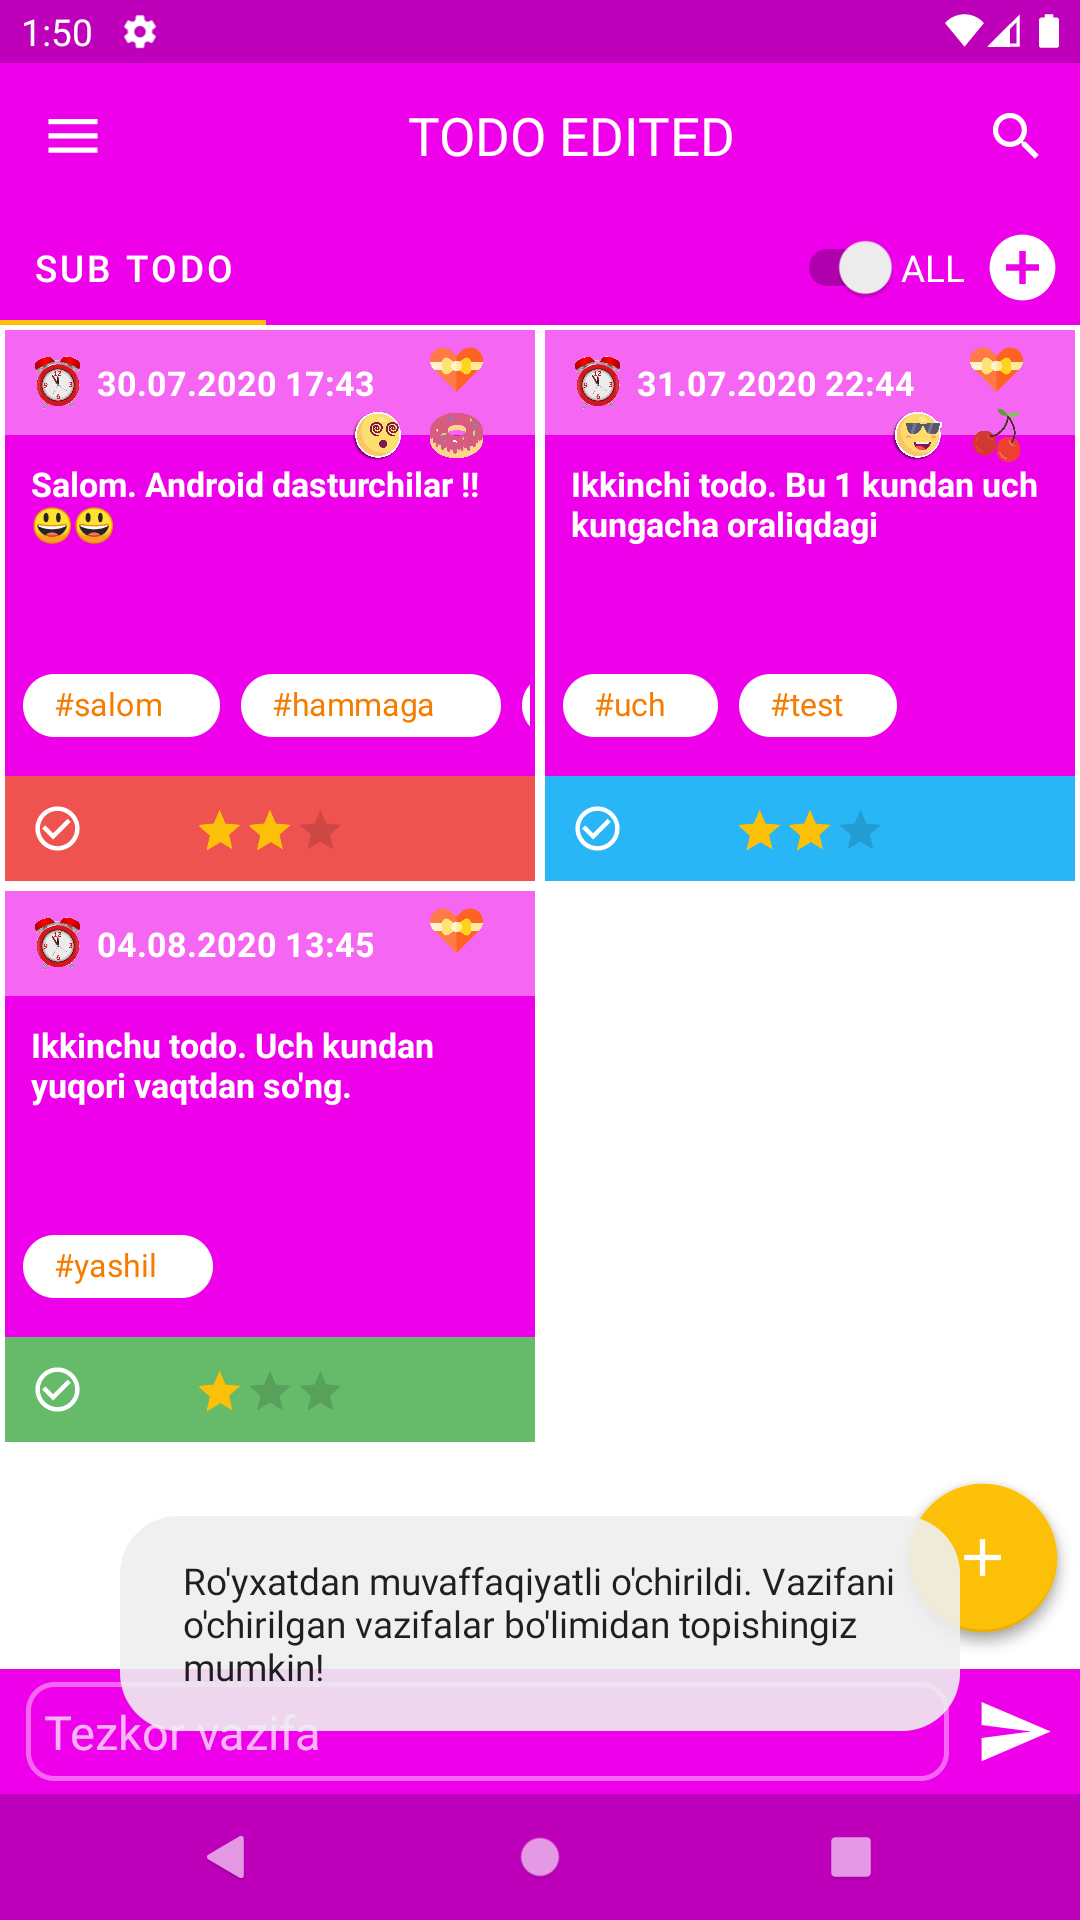 1:50
TODO EDITED
SUB TODO
ALL
30.07.2020 17:43
Salom. Android dasturchilar !!
😃😃
#salom
#hammaga
31.07.2020 22:44
Ikkinchi todo. Bu 1 kundan uch
kungacha oraliqdagi
#uch
#test
04.08.2020 13:45
Ikkinchu todo. Uch kundan
yuqori vaqtdan so'ng.
#yashil
Ro'yxatdan muvaffaqiyatli o'chirildi. Vazifani
o'chirilgan vazifalar bo'limidan topishingiz
mumkin!
Tezkor vazifa